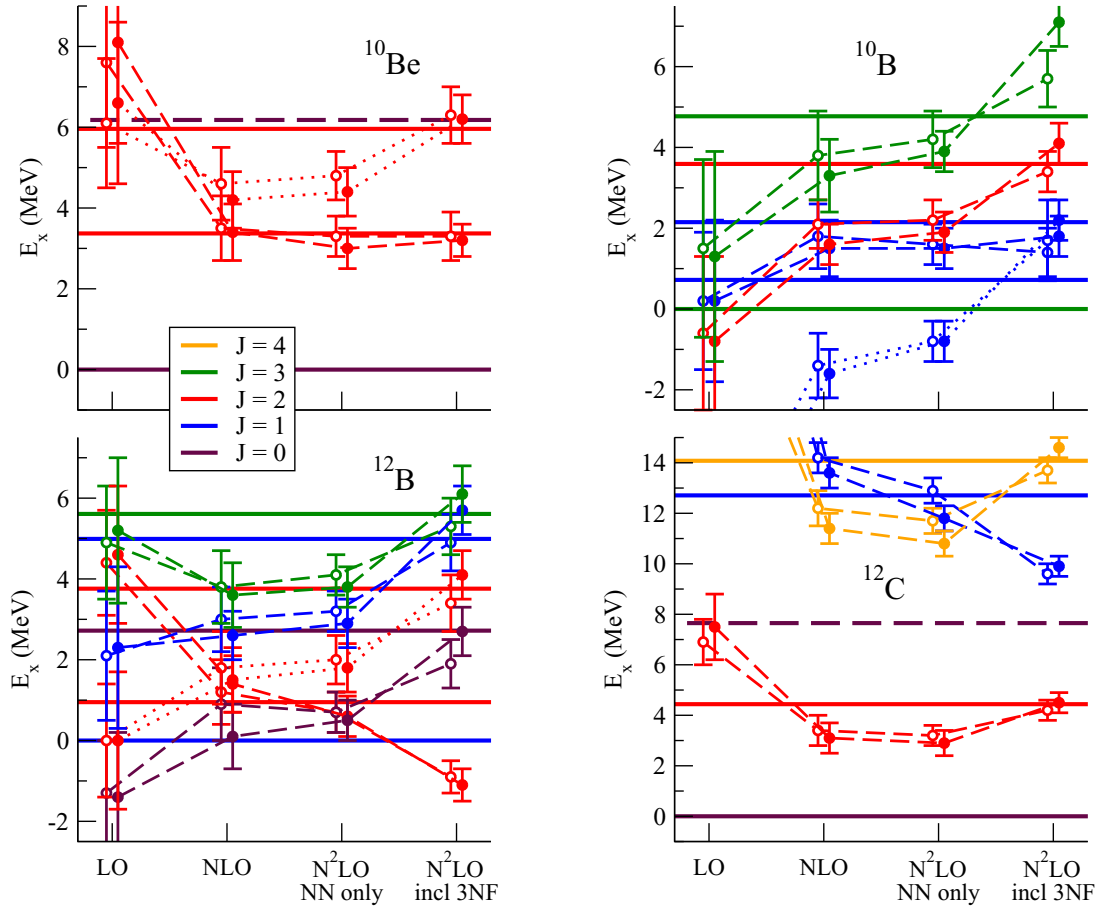 8
6
4
2
0
E_x (MeV)
¹⁰Be
6
4
2
0
-2
E_x (MeV)
¹⁰B
J = 4
J = 3
J = 2
J = 1
J = 0
6
4
2
0
-2
E_x (MeV)
¹²B
LO
NLO
N²LO
NN only
N²LO
incl 3NF
14
12
10
8
6
4
2
0
E_x (MeV)
¹²C
LO
NLO
N²LO
NN only
N²LO
incl 3NF